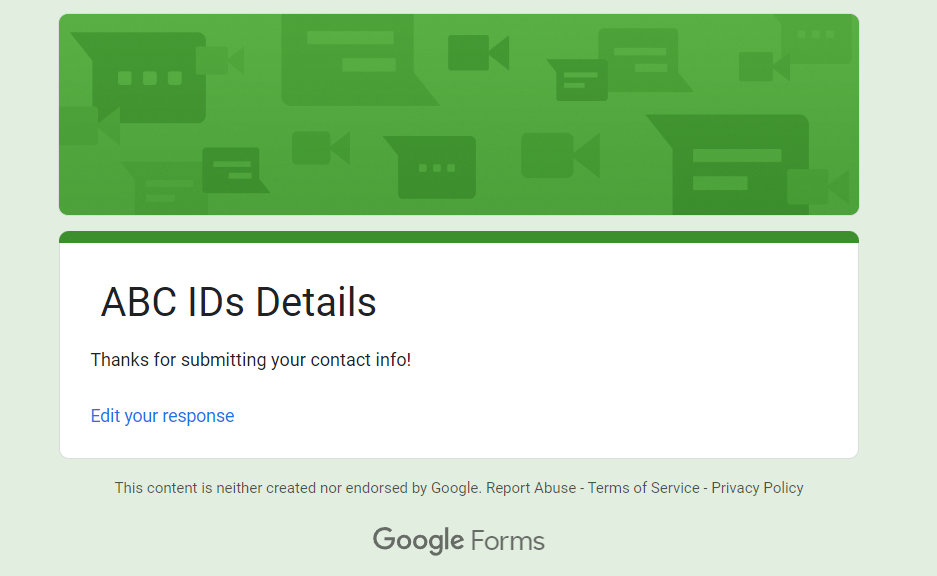 ABC IDs Details
Thanks for submitting your contact info!
Edit your response
This content is neither created nor endorsed by Google. Report Abuse - Terms of Service - Privacy Policy
Google Forms